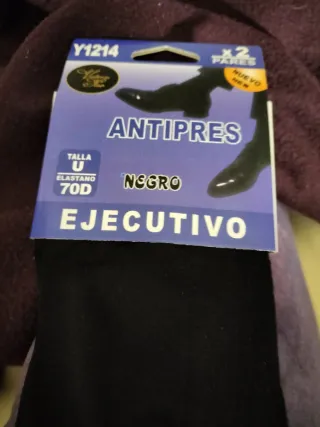 Y1214
x2
PARES
NUEVO
NEW
ANTIPRES
TALLA
U
ELASTANO
70D
NEGRO
EJECUTIVO